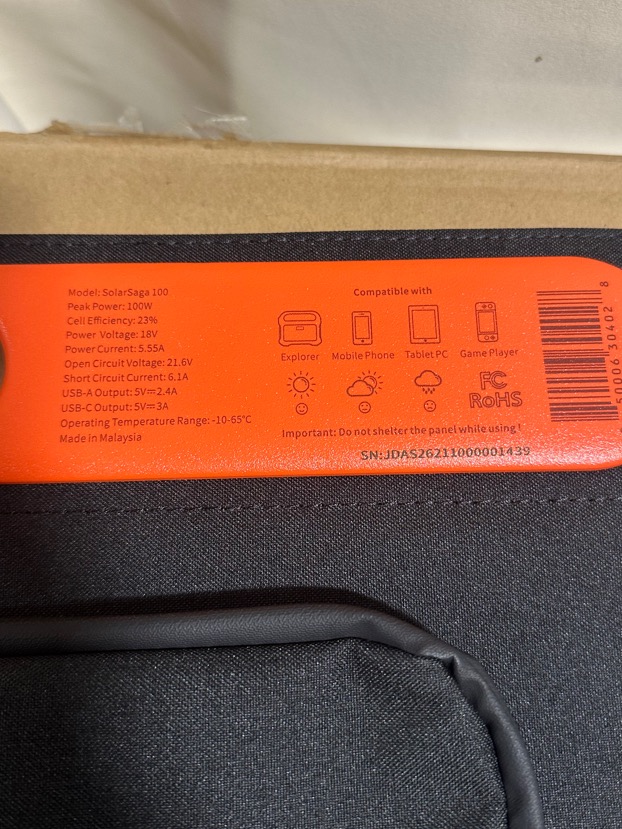 Model: SolarSaga 100
Peak Power: 100W
Cell Efficiency: 23%
Power Voltage: 18V
Power Current: 5.55A
Open Circuit Voltage: 21.6V
Short Circuit Current: 6.1A
USB-A Output: 5V⎓2.4A
USB-C Output: 5V⎓3A
Operating Temperature Range: -10-65℃
Made in Malaysia
Compatible with
Explorer
Mobile Phone
Tablet PC
Game Player
FC
RoHS
Important: Do not shelter the panel while using!
SN:JDAS26211000001439
50006 30402 8